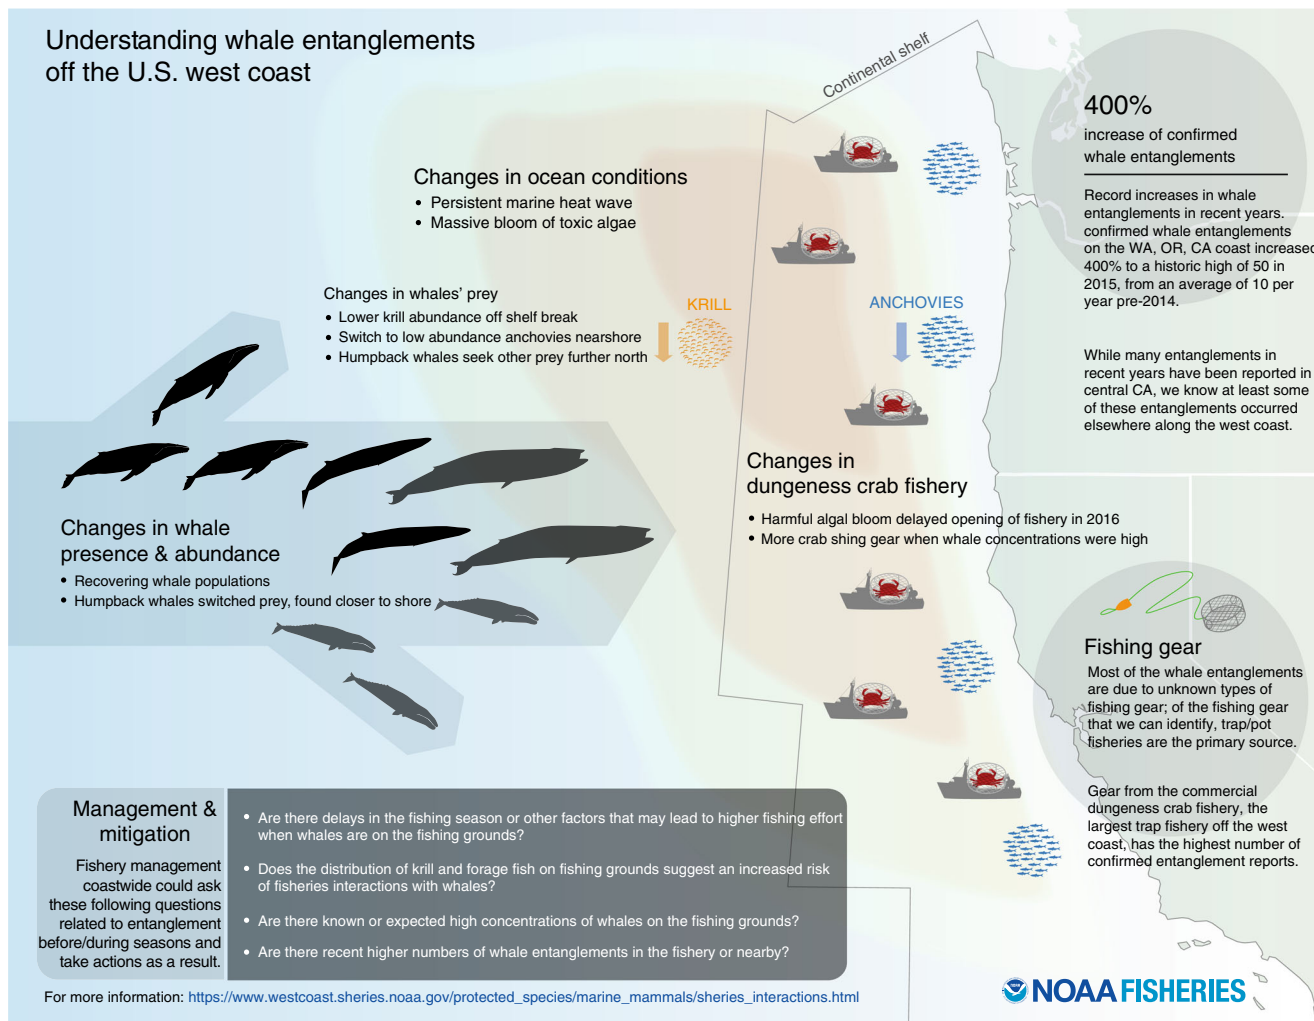 Understanding whale entanglements
off the U.S. west coast
Continental shelf
400%
increase of confirmed
whale entanglements
Record increases in whale
entanglements in recent years.
confirmed whale entanglements
on the WA, OR, CA coast increased
400% to a historic high of 50 in
2015, from an average of 10 per
year pre-2014.
While many entanglements in
recent years have been reported in
central CA, we know at least some
of these entanglements occurred
elsewhere along the west coast.
Changes in ocean conditions
• Persistent marine heat wave
• Massive bloom of toxic algae
Changes in whales' prey
• Lower krill abundance off shelf break
• Switch to low abundance anchovies nearshore
• Humpback whales seek other prey further north
KRILL
ANCHOVIES
Changes in
dungeness crab fishery
• Harmful algal bloom delayed opening of fishery in 2016
• More crab shing gear when whale concentrations were high
Changes in whale
presence & abundance
• Recovering whale populations
• Humpback whales switched prey, found closer to shore
Fishing gear
Most of the whale entanglements
are due to unknown types of
fishing gear; of the fishing gear
that we can identify, trap/pot
fisheries are the primary source.
Gear from the commercial
dungeness crab fishery, the
largest trap fishery off the west
coast, has the highest number of
confirmed entanglement reports.
Management &
mitigation
Fishery management
coastwide could ask
these following questions
related to entanglement
before/during seasons and
take actions as a result.
• Are there delays in the fishing season or other factors that may lead to higher fishing effort
when whales are on the fishing grounds?
• Does the distribution of krill and forage fish on fishing grounds suggest an increased risk
of fisheries interactions with whales?
• Are there known or expected high concentrations of whales on the fishing grounds?
• Are there recent higher numbers of whale entanglements in the fishery or nearby?
For more information: https://www.westcoast.sheries.noaa.gov/protected_species/marine_mammals/sheries_interactions.html
NOAA FISHERIES